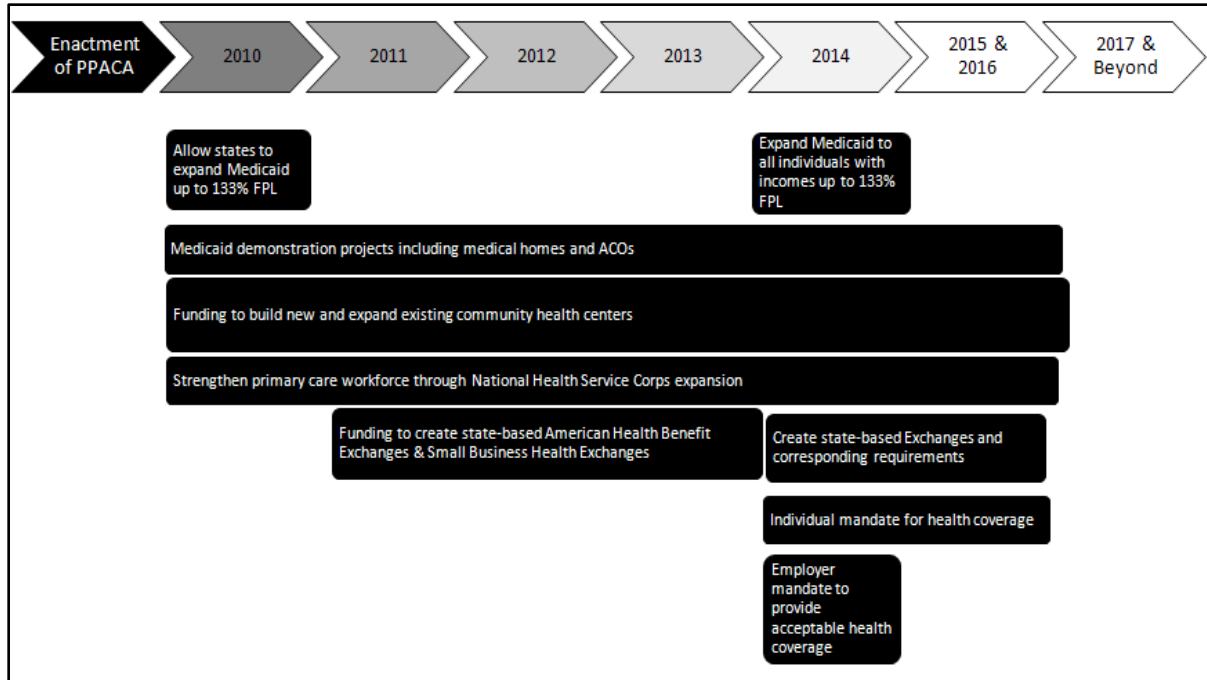 Enactment
of PPACA
2010
2011
2012
2013
2014
2015 &
2016
2017 &
Beyond
Allow states to
expand Medicaid
up to 133% FPL
Expand Medicaid to
all individuals with
incomes up to 133%
FPL
Medicaid demonstration projects including medical homes and ACOs
Funding to build new and expand existing community health centers
Strengthen primary care workforce through National Health Service Corps expansion
Funding to create state-based American Health Benefit
Exchanges & Small Business Health Exchanges
Create state-based Exchanges and
corresponding requirements
Individual mandate for health coverage
Employer
mandate to
provide
acceptable health
coverage